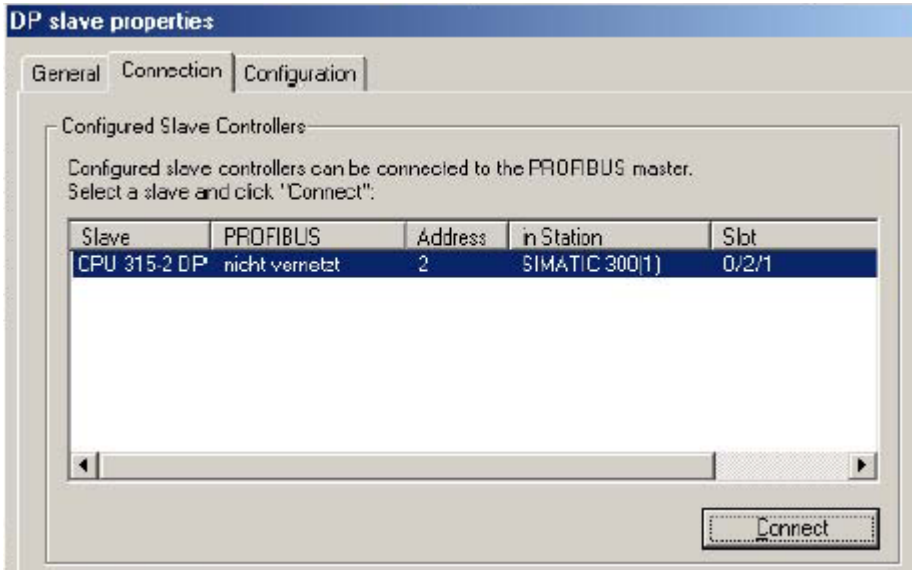 DP slave properties
General Connection Configuration
Configured Slave Controllers
Configured slave controllers can be connected to the PROFIBUS master.
Select a slave and click "Connect":
Slave PROFIBUS Address in Station Slot
CPU 315-2 DP nicht vernetzt 2 SIMATIC 300(1) 0/2/1
Connect